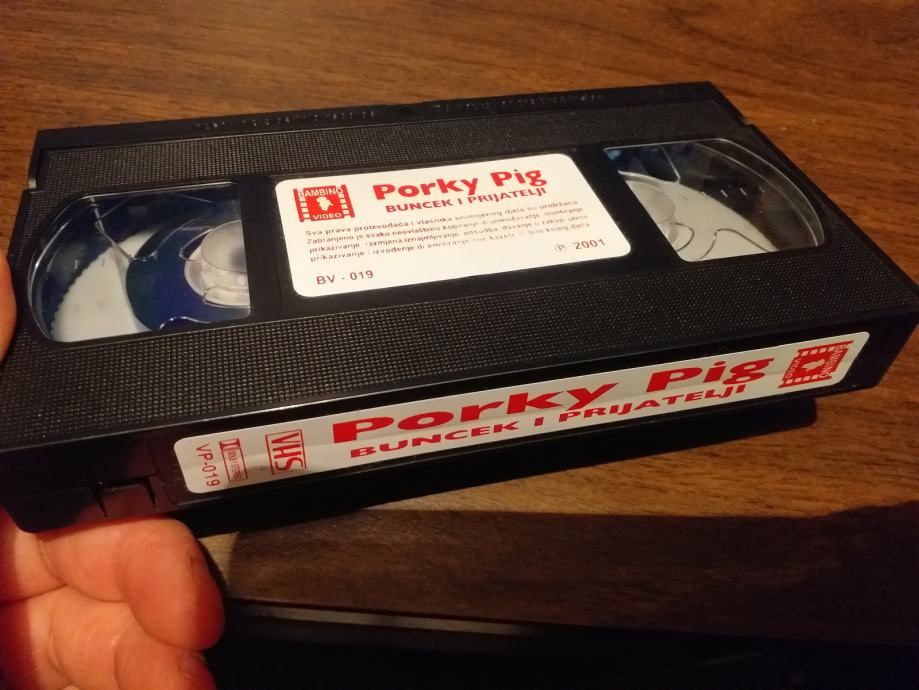 BAMBINO
VIDEO
Porky Pig
BUNCEK I PRIJATELJI
Sva prava proizvođača i vlasnika snimljenog djela su pridržana
Zabranjeno je svako neovlašteno kopiranje, umnožavanje, montiranje
prikazivanje i razmjena, iznajmljivanje, posudba, davanje u zakup, javno
prikazivanje i izvođenje ili emitiranje ove kazete ili bilo kojeg djela
BV - 019
℗ 2001
VP-019
VHS
Porky Pig
BUNCEK I PRIJATELJI
BAMBINO
VIDEO